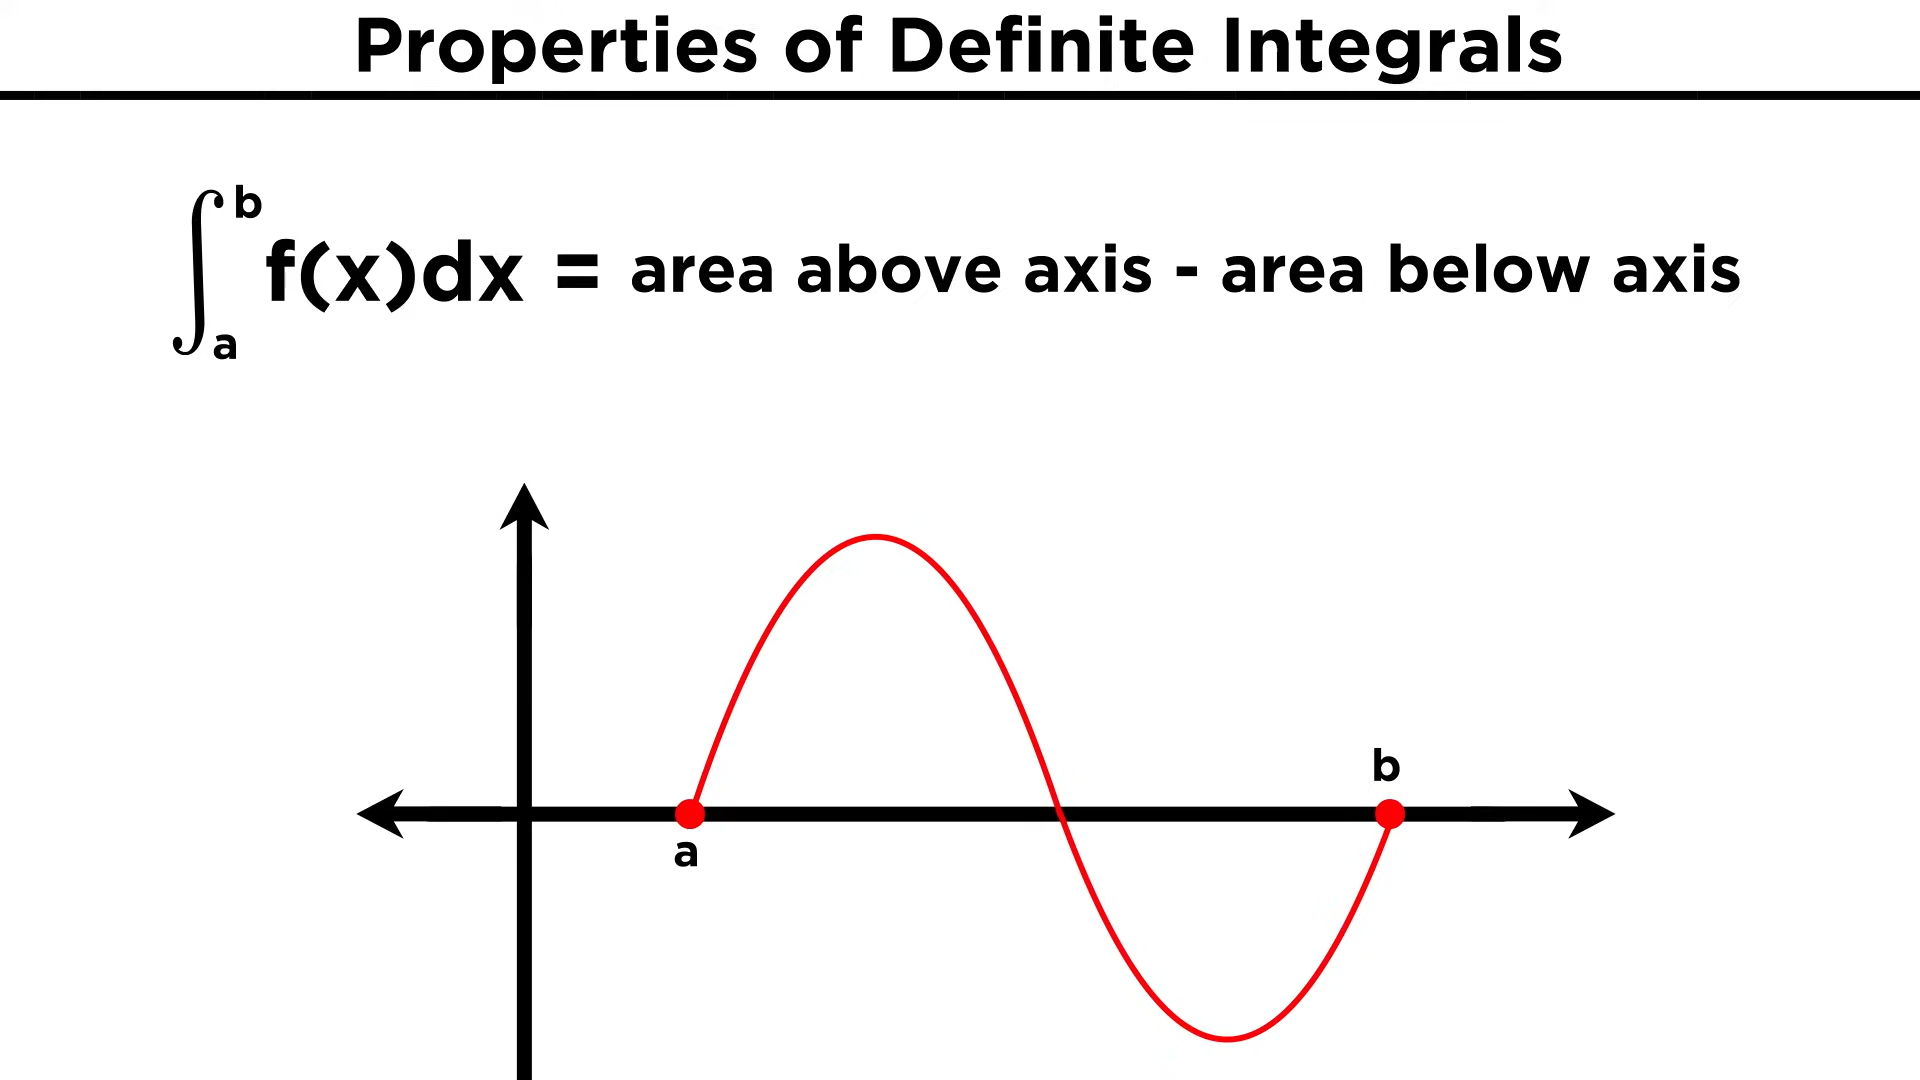 Properties of Definite Integrals
∫ₐᵇ f(x)dx = area above axis - area below axis
b
a